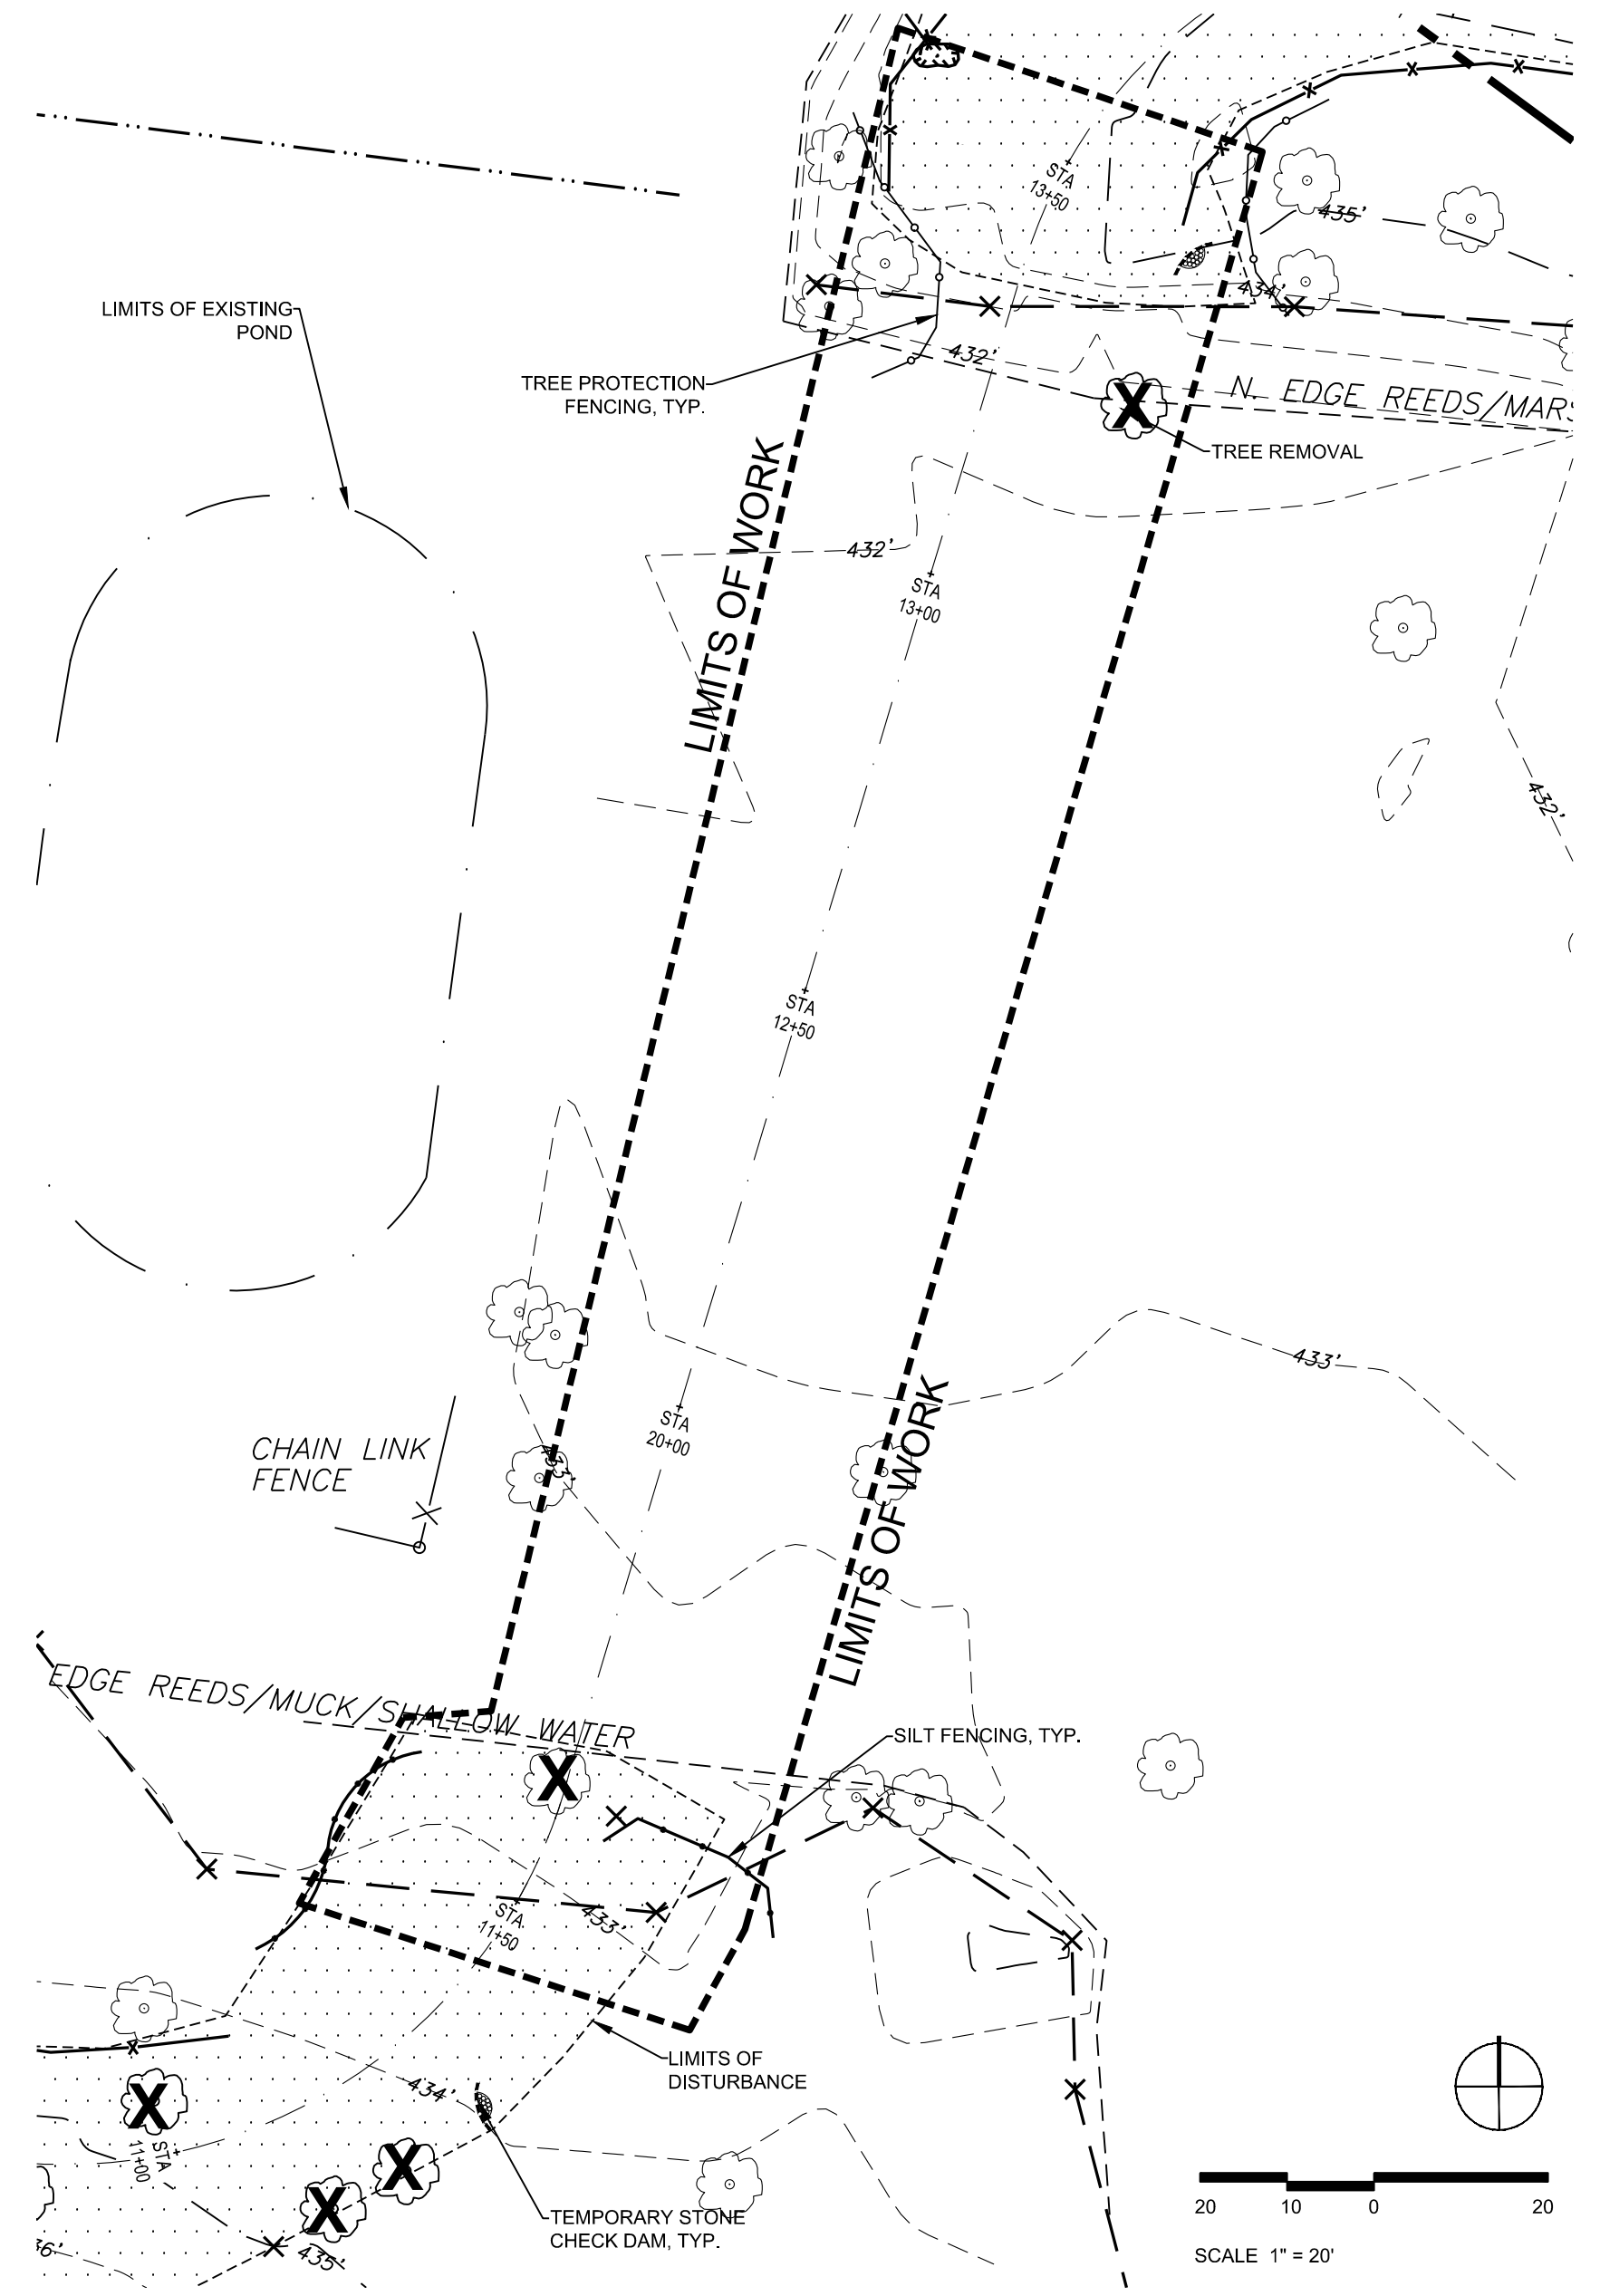 STA
13+50
435'
LIMITS OF EXISTING
POND
434'
432'
TREE PROTECTION
FENCING, TYP.
N. EDGE REEDS/MARS
TREE REMOVAL
LIMITS OF WORK
432'
STA
13+00
432'
STA
12+50
433'
STA
20+00
LIMITS OF WORK
CHAIN LINK
FENCE
433'
EDGE REEDS/MUCK/SHALLOW WATER
SILT FENCING, TYP.
STA
11+50
433'
LIMITS OF
DISTURBANCE
434'
STA
11+00
TEMPORARY STONE
CHECK DAM, TYP.
36'
435'
20 10 0 20
SCALE 1" = 20'